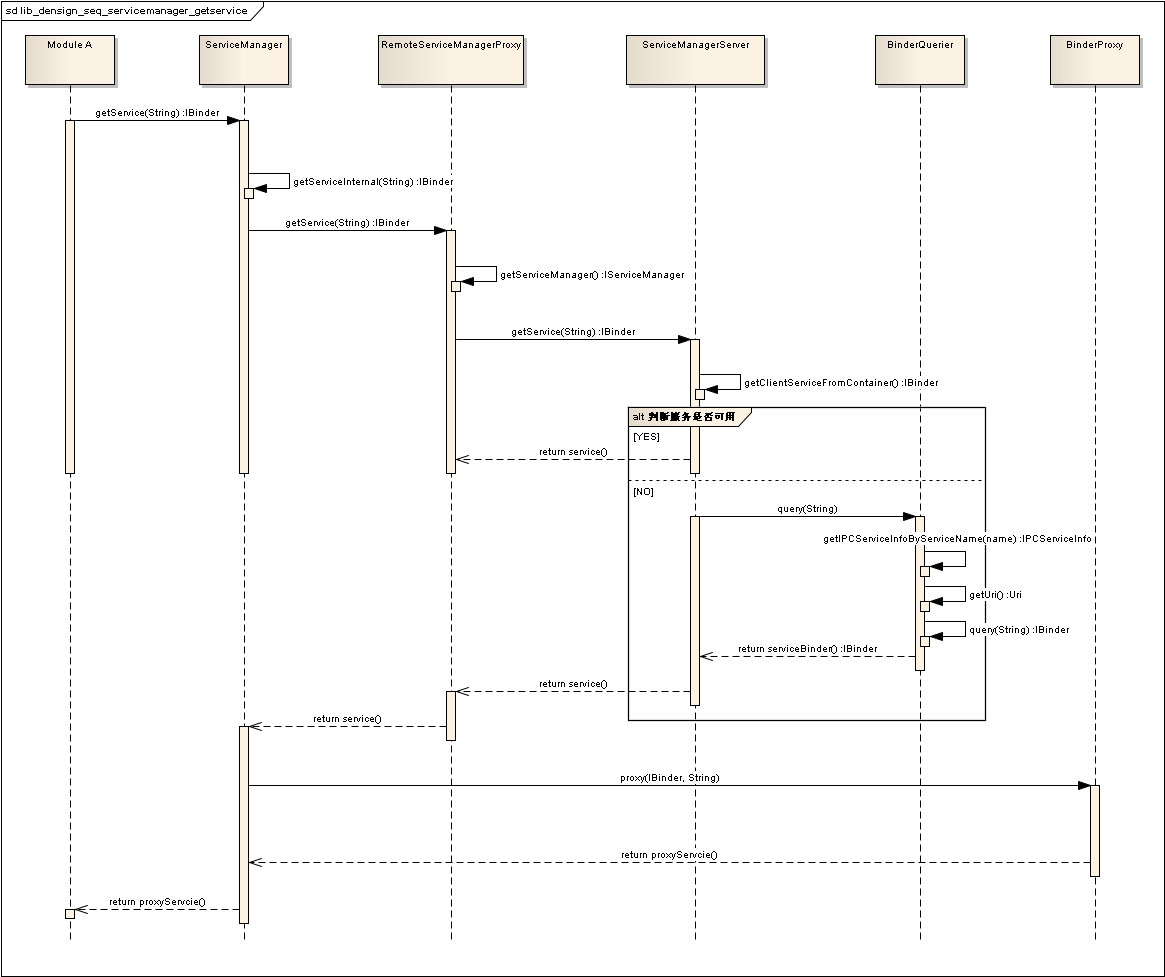 sd lib_densign_seq_servicemanager_getservice
Module A
ServiceManager
RemoteServiceManagerProxy
ServiceManagerServer
BinderQuerier
BinderProxy
getService(String) :IBinder
getServiceInternal(String) :IBinder
getService(String) :IBinder
getServiceManager() :IServiceManager
getService(String) :IBinder
getClientServiceFromContainer() :IBinder
alt 判断服务是否可用
[YES]
return service()
[NO]
query(String)
getIPCServiceInfoByServiceName(name) :IPCServiceInfo
getUri() :Uri
query(String) :IBinder
return serviceBinder() :IBinder
return service()
return service()
proxy(IBinder, String)
return proxyServcie()
return proxyServcie()